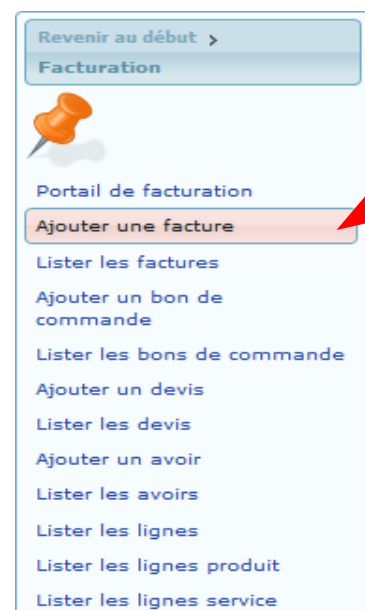 Revenir au début >
Facturation
Portail de facturation
Ajouter une facture
Lister les factures
Ajouter un bon de
commande
Lister les bons de commande
Ajouter un devis
Lister les devis
Ajouter un avoir
Lister les avoirs
Lister les lignes
Lister les lignes produit
Lister les lignes service